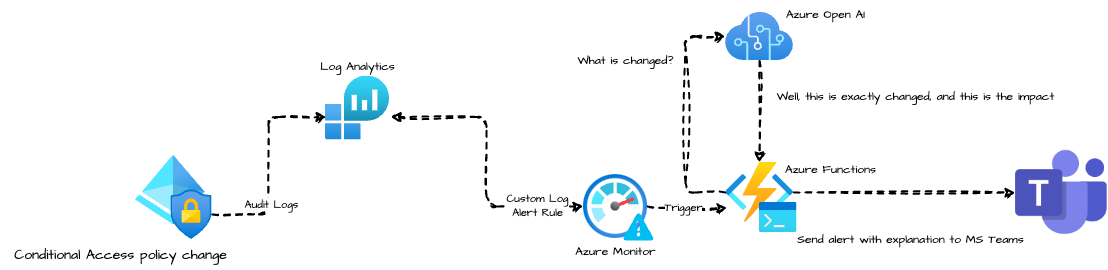 Azure Open AI
What is changed?
Log Analytics
Well, this is exactly changed, and this is the impact
Azure Functions
T
Audit Logs
Custom Log
Alert Rule
Trigger
Conditional Access policy change
Azure Monitor
Send alert with explanation to MS Teams